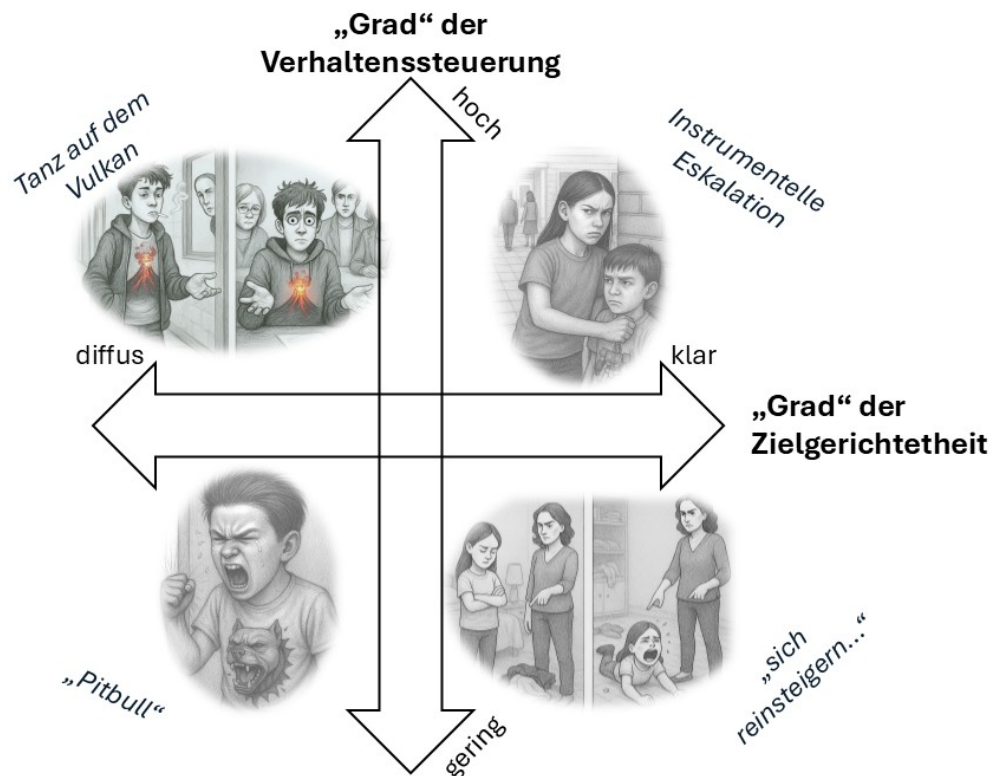 „Grad“ der
Verhaltenssteuerung
hoch
Tanz auf dem
Vulkan
Instrumentelle
Eskalation
diffus
klar
„Grad“ der
Zielgerichtetheit
„Pitbull“
„sich
reinsteigern...“
gering